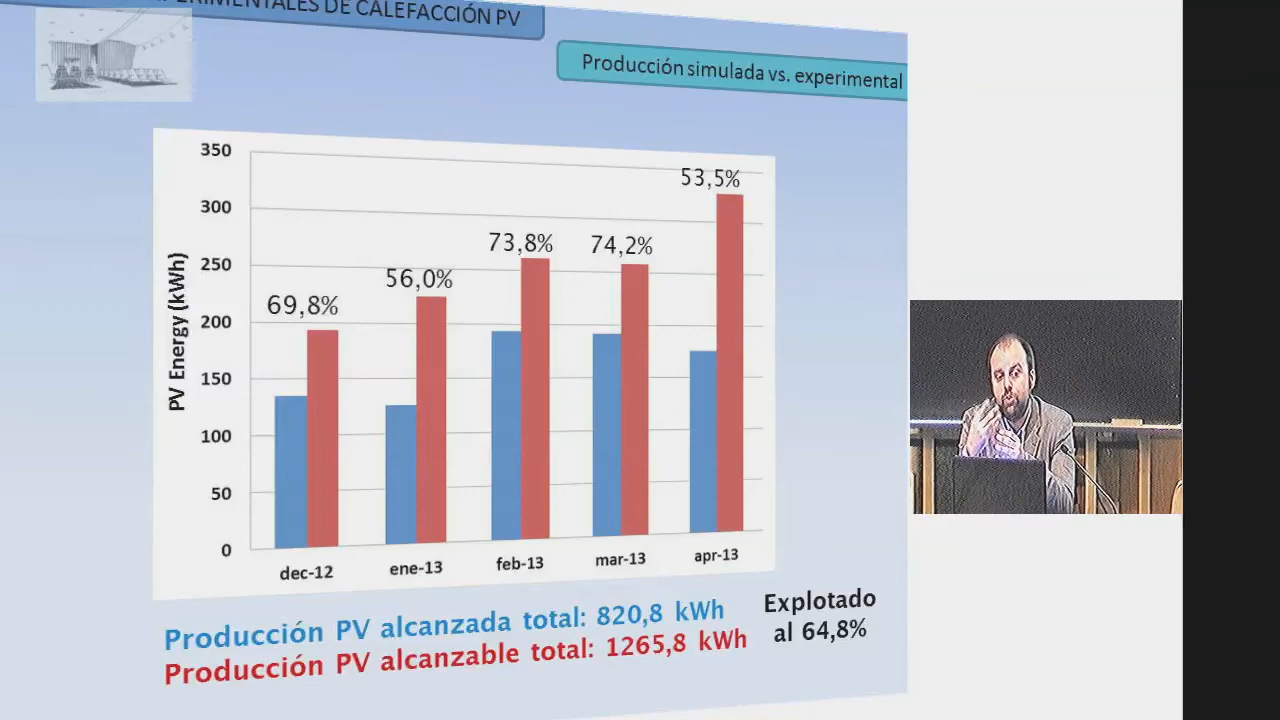 DE CALEFACCIÓN PV
Producción simulada vs. experimental
350
300
250
200
150
100
50
0
PV Energy (kWh)
69,8%
56,0%
73,8%
74,2%
53,5%
dec-12
ene-13
feb-13
mar-13
apr-13
Producción PV alcanzada total: 820,8 kWh
Producción PV alcanzable total: 1265,8 kWh
Explotado
al 64,8%